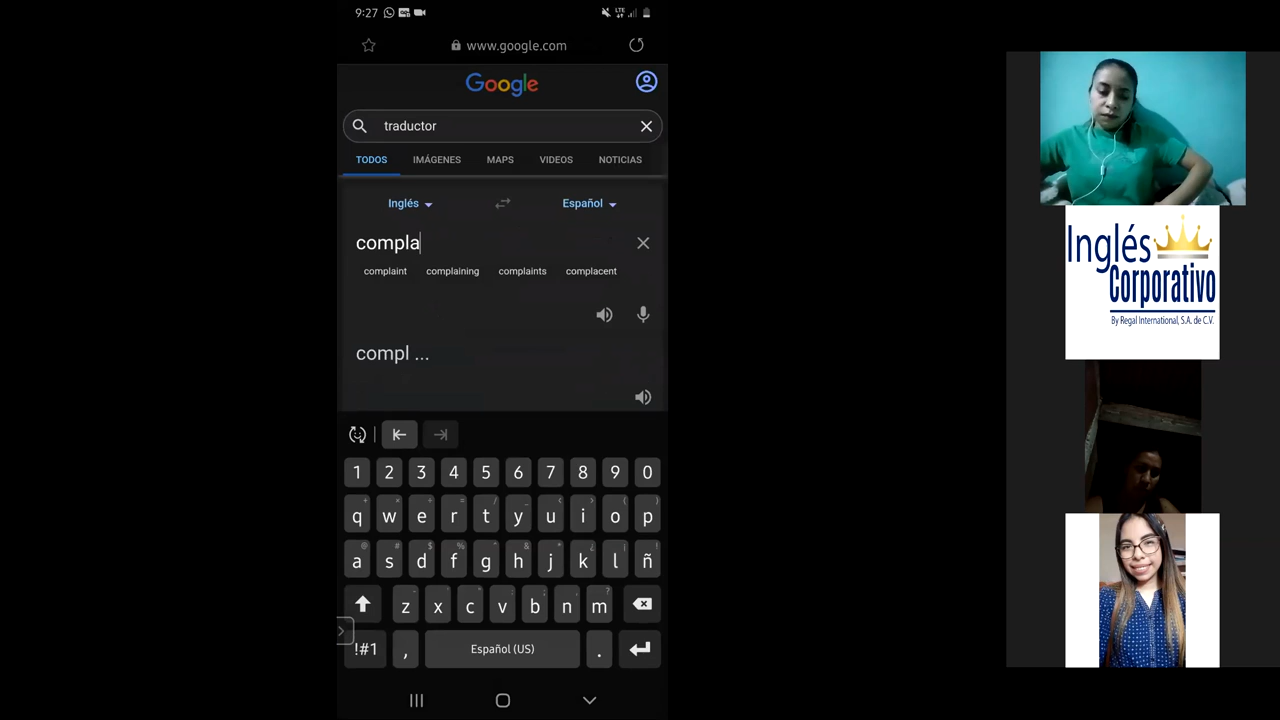 9:27
LTE
www.google.com
Google
traductor
TODOS IMÁGENES MAPS VIDEOS NOTICIAS
Inglés Español
compla
complaint complaining complaints complacent
compl ...
1 2 3 4 5 6 7 8 9 0
q w e r t y u i o p
a s d f g h j k l ñ
z x c v b n m
!#1 , Español (US) .
Inglés
Corporativo
By Regal International, S.A. de C.V.